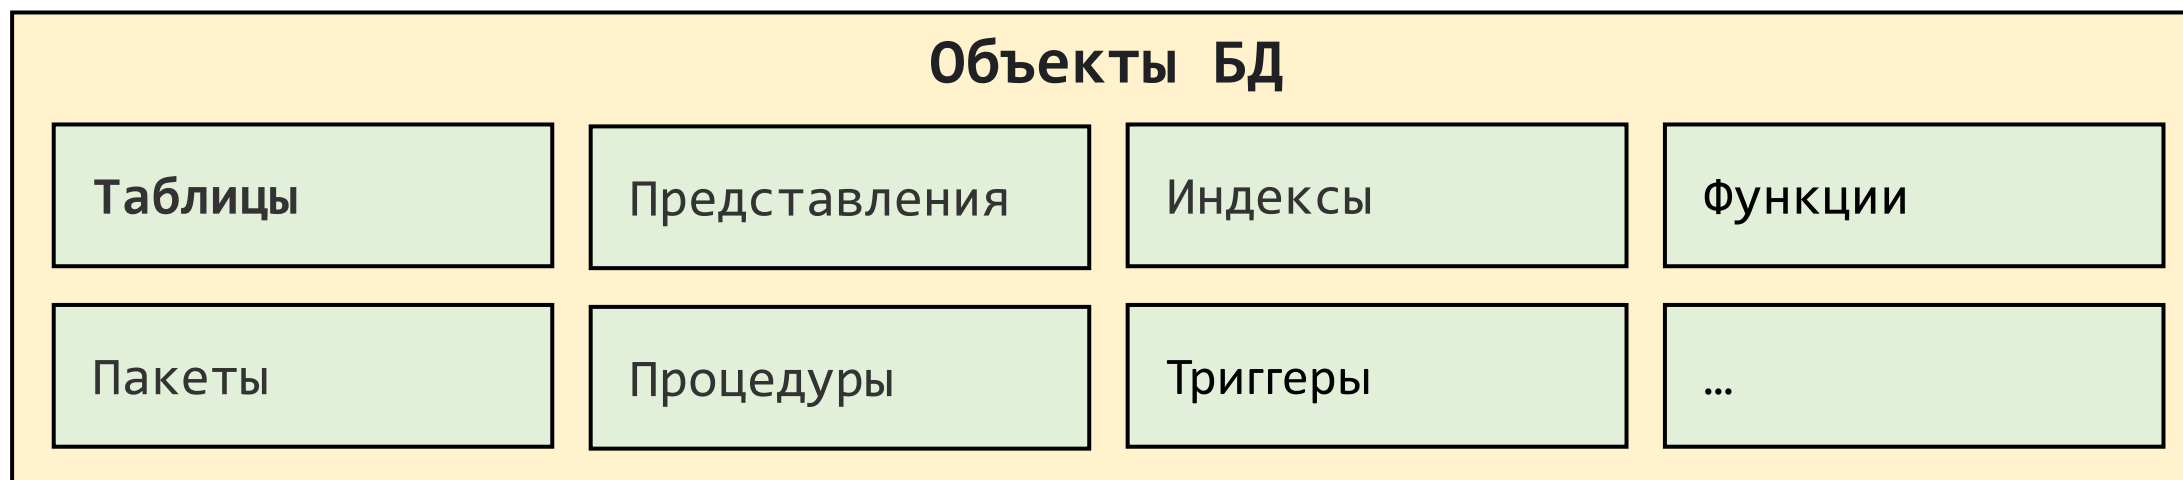 Объекты БД
Таблицы
Представления
Индексы
Функции
Пакеты
Процедуры
Триггеры
…